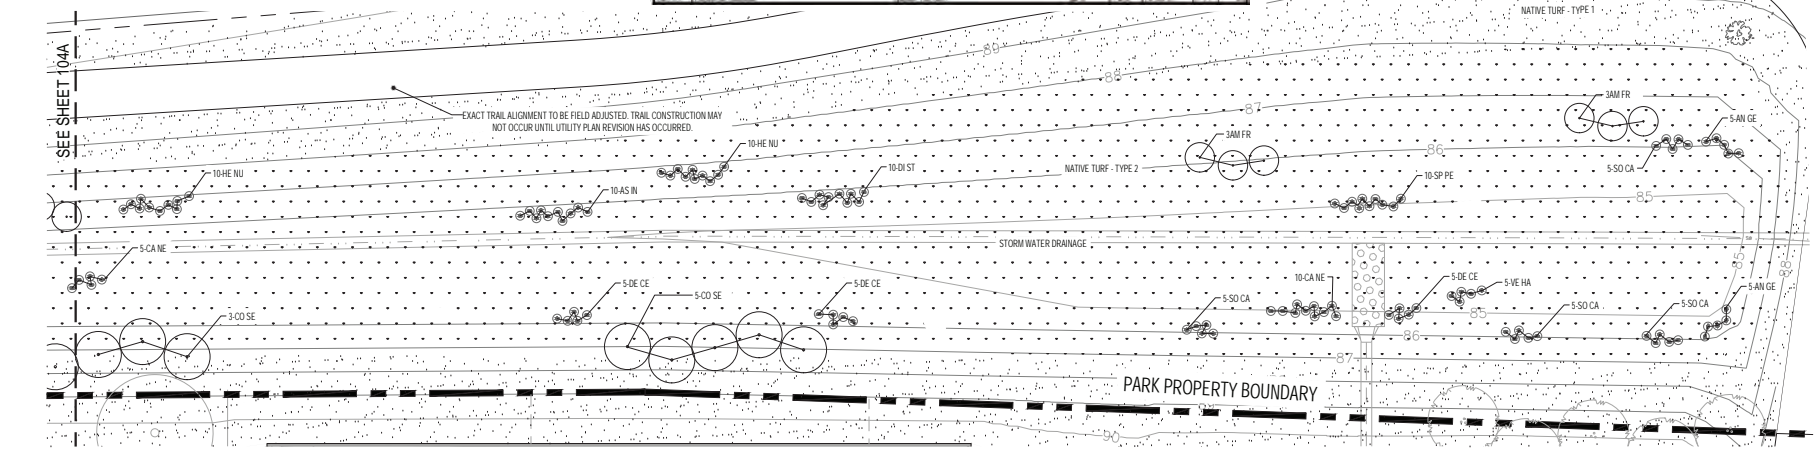 NATIVE TURF - TYPE 1
SEE SHEET 104A
89
88
87
3AM FR
EXACT TRAIL ALIGNMENT TO BE FIELD ADJUSTED. TRAIL CONSTRUCTION MAY
NOT OCCUR UNTIL UTILITY PLAN REVISION HAS OCCURRED.
5-AN GE
3AM FR
10-HE NU
86
10-HE NU
10-DI ST
NATIVE TURF - TYPE 2
5-SO CA
10-SP PE
10-AS IN
85
5-CA NE
STORM WATER DRAINAGE
85
88
5-DE CE
5-CO SE
5-DE CE
10-CA NE
5-DE CE
5-VE HA
5-AN GE
5-SO CA
5-SO CA
5-SO CA
3-CO SE
85
86
87
PARK PROPERTY BOUNDARY
90